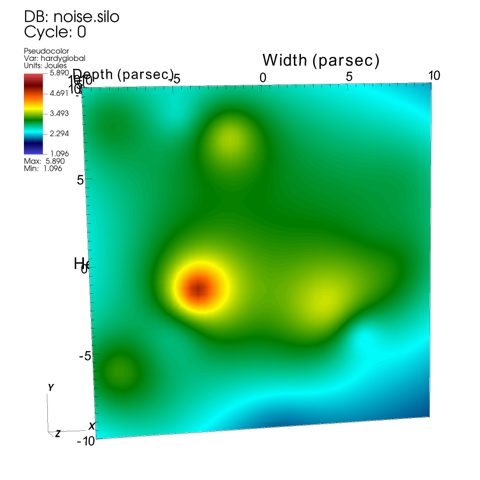 DB: noise.silo
Cycle: 0
Pseudocolor
Var: hardyglobal
Units: Joules
5.890
4.691
3.493
2.294
1.096
Max: 5.890
Min: 1.096
Width (parsec)
Depth (parsec)
-5
0
5
10
10
5
0
-5
-10
Y
X
Z